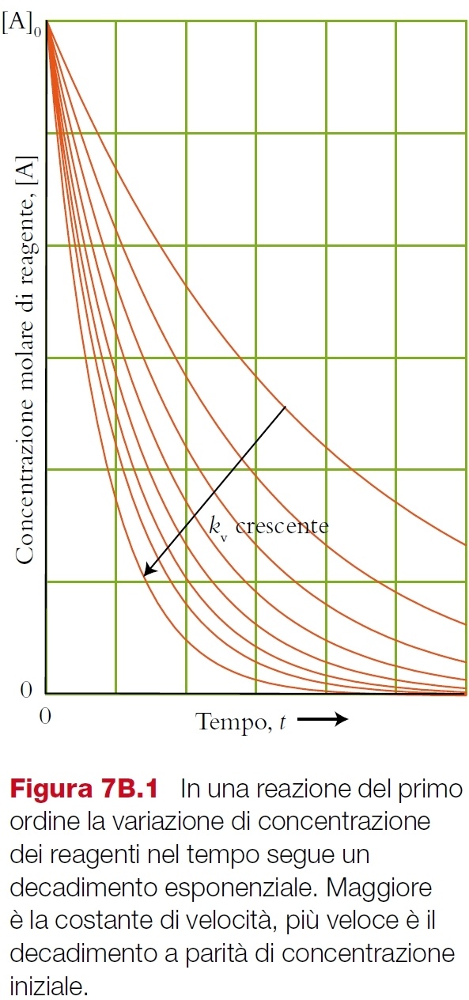 [A]₀
Concentrazione molare di reagente, [A]
kᵥ crescente
0
0
Tempo, t
Figura 7B.1 In una reazione del primo
ordine la variazione di concentrazione
dei reagenti nel tempo segue un
decadimento esponenziale. Maggiore
è la costante di velocità, più veloce è il
decadimento a parità di concentrazione
iniziale.